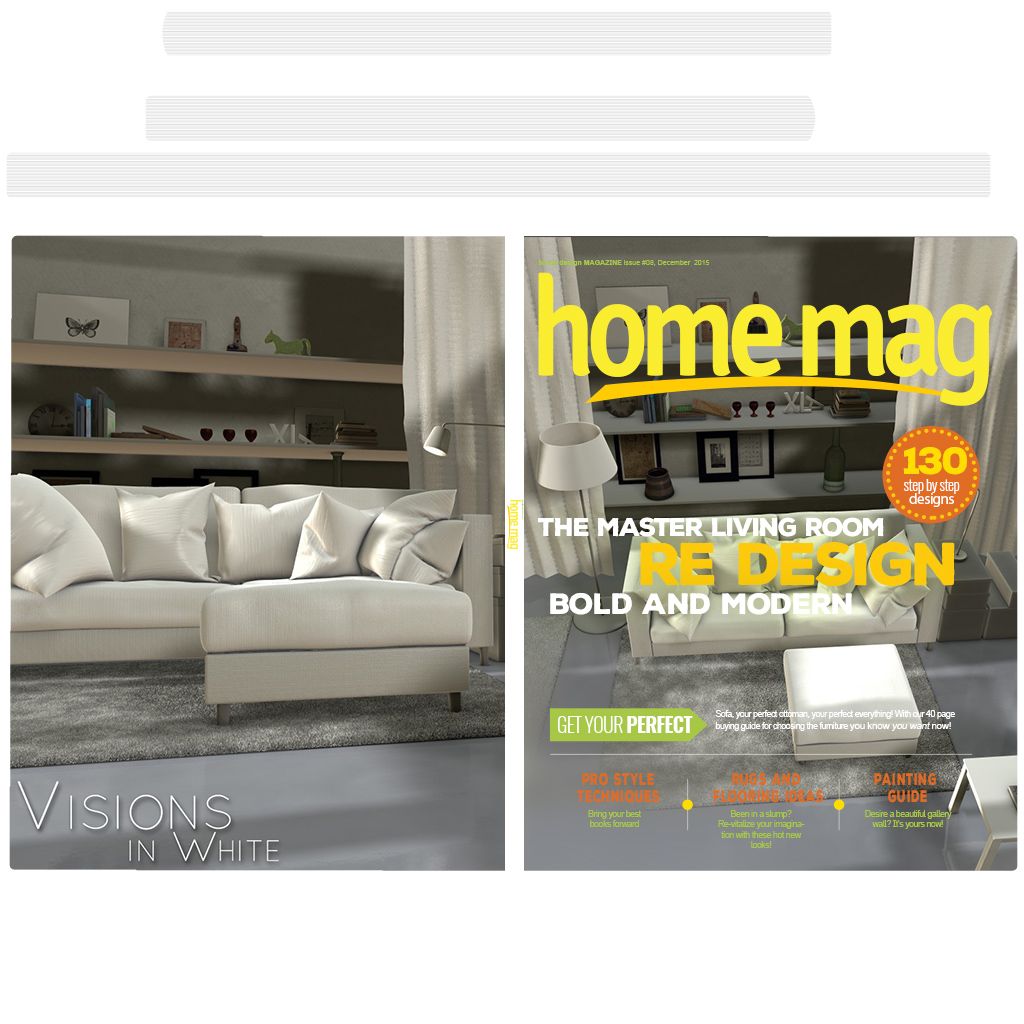 Visions
in White
home mag
design MAGAZINE Issue #08, December 2015
home mag
130
step by step
designs
THE MASTER LIVING ROOM
RE DESIGN
BOLD AND MODERN
GET YOUR PERFECT
Sofa, your perfect ottoman, your perfect everything! With our 40 page
buying guide for choosing the furniture you know you want now!
PRO STYLE
TECHNIQUES
Bring your best
books forward
RUGS AND
FLOORING IDEAS
Been in a slump?
Re-vitalize your imagina-
tion with these hot new
looks!
PAINTING
GUIDE
Desire a beautiful gallery
wall? It's yours now!